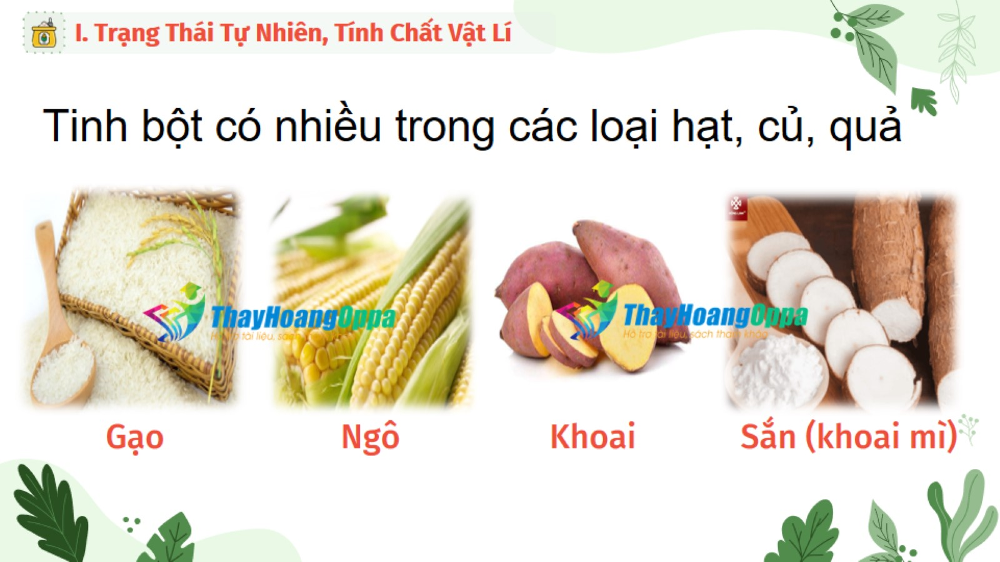 I. Trạng Thái Tự Nhiên, Tính Chất Vật Lí
Tinh bột có nhiều trong các loại hạt, củ, quả
ThayHoangOppa
Hỗ trợ tài liệu, sách
ThayHoangOppa
Hỗ trợ tài liệu, sách tham khảo
Gạo
Ngô
Khoai
Sắn (khoai mì)